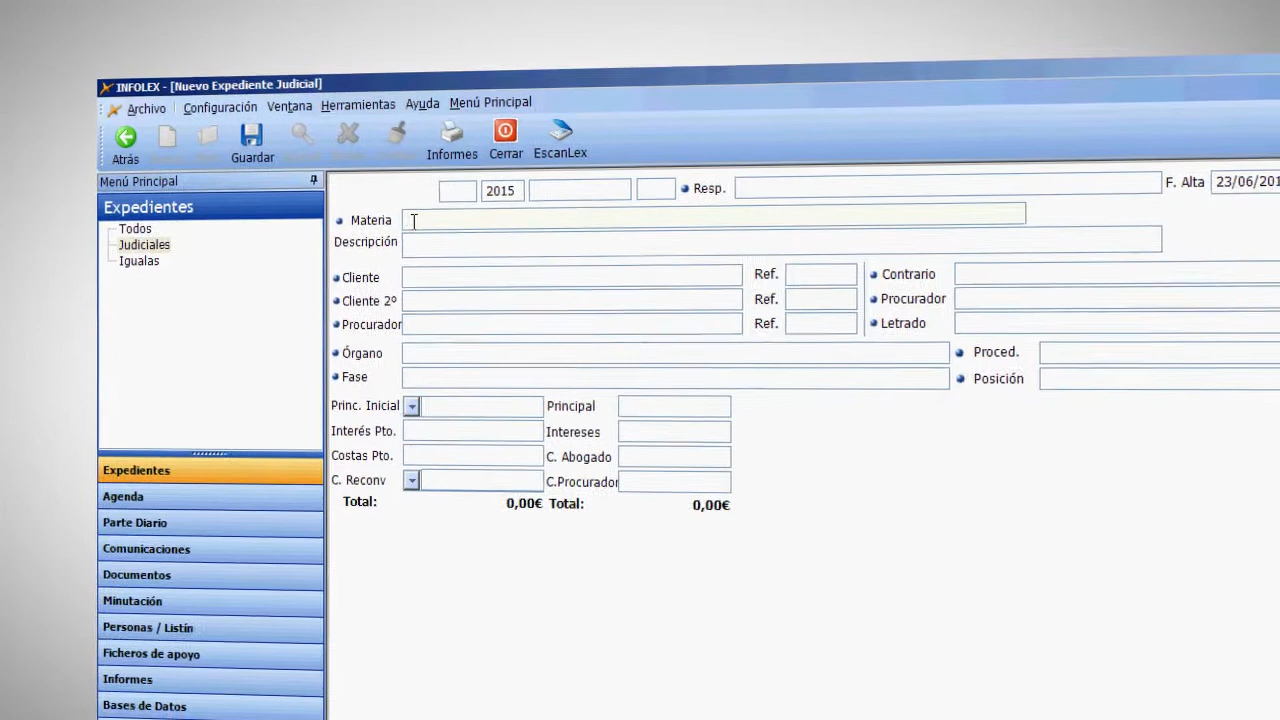 INFOLEX - [Nuevo Expediente Judicial]
Archivo Configuración Ventana Herramientas Ayuda Menú Principal
Atrás Guardar Informes Cerrar EscanLex
Menú Principal
Expedientes
Todos
Judiciales
Igualas
Expedientes
Agenda
Parte Diario
Comunicaciones
Documentos
Minutación
Personas / Listín
Ficheros de apoyo
Informes
Bases de Datos
2015 Resp. F. Alta 23/06/201
Materia
Descripción
Cliente Ref. Contrario
Cliente 2º Ref. Procurador
Procurador Ref. Letrado
Órgano Proced.
Fase Posición
Princ. Inicial Principal
Interés Pto. Intereses
Costas Pto. C. Abogado
C. Reconv C.Procurador
Total: 0,00€ Total: 0,00€